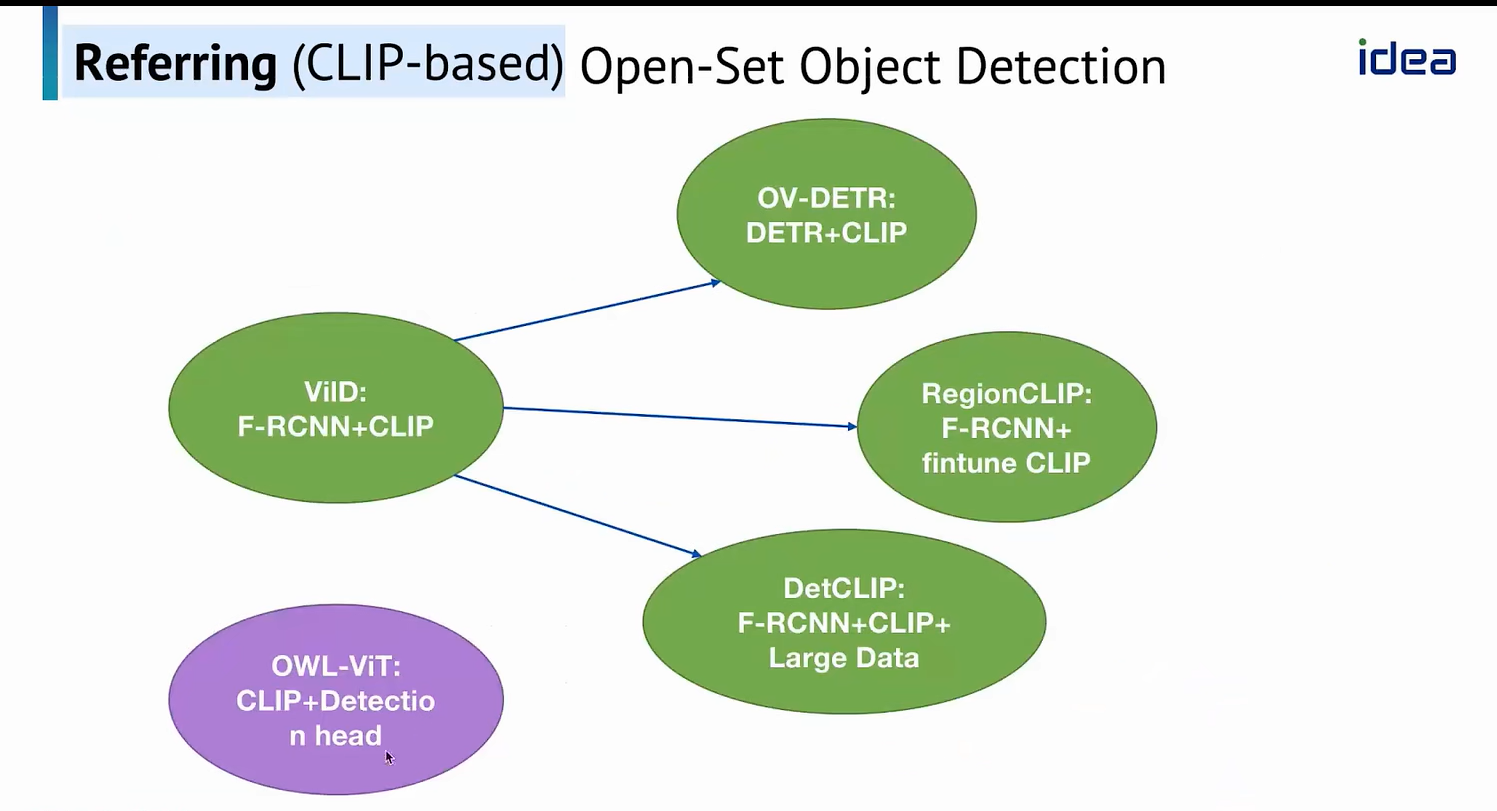 Referring (CLIP-based) Open-Set Object Detection
idea
OV-DETR:
DETR+CLIP
ViLD:
F-RCNN+CLIP
RegionCLIP:
F-RCNN+
fintune CLIP
DetCLIP:
F-RCNN+CLIP+
Large Data
OWL-ViT:
CLIP+Detectio
n head